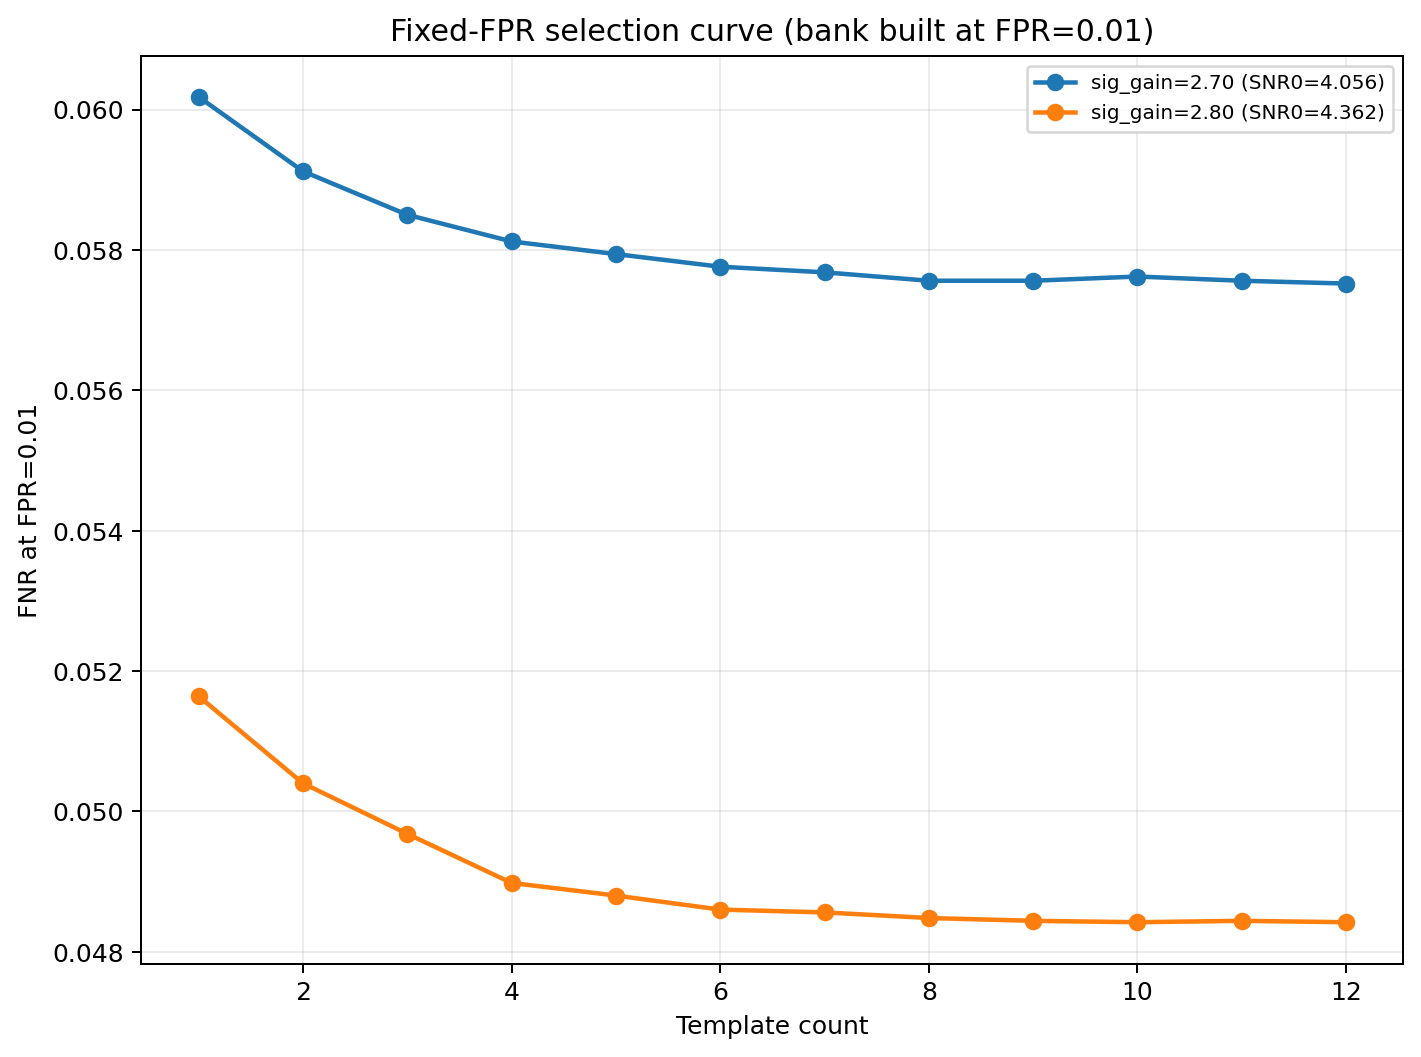 Fixed-FPR selection curve (bank built at FPR=0.01)
sig_gain=2.70 (SNR0=4.056)
sig_gain=2.80 (SNR0=4.362)
FNR at FPR=0.01
0.060
0.058
0.056
0.054
0.052
0.050
0.048
2 4 6 8 10 12
Template count